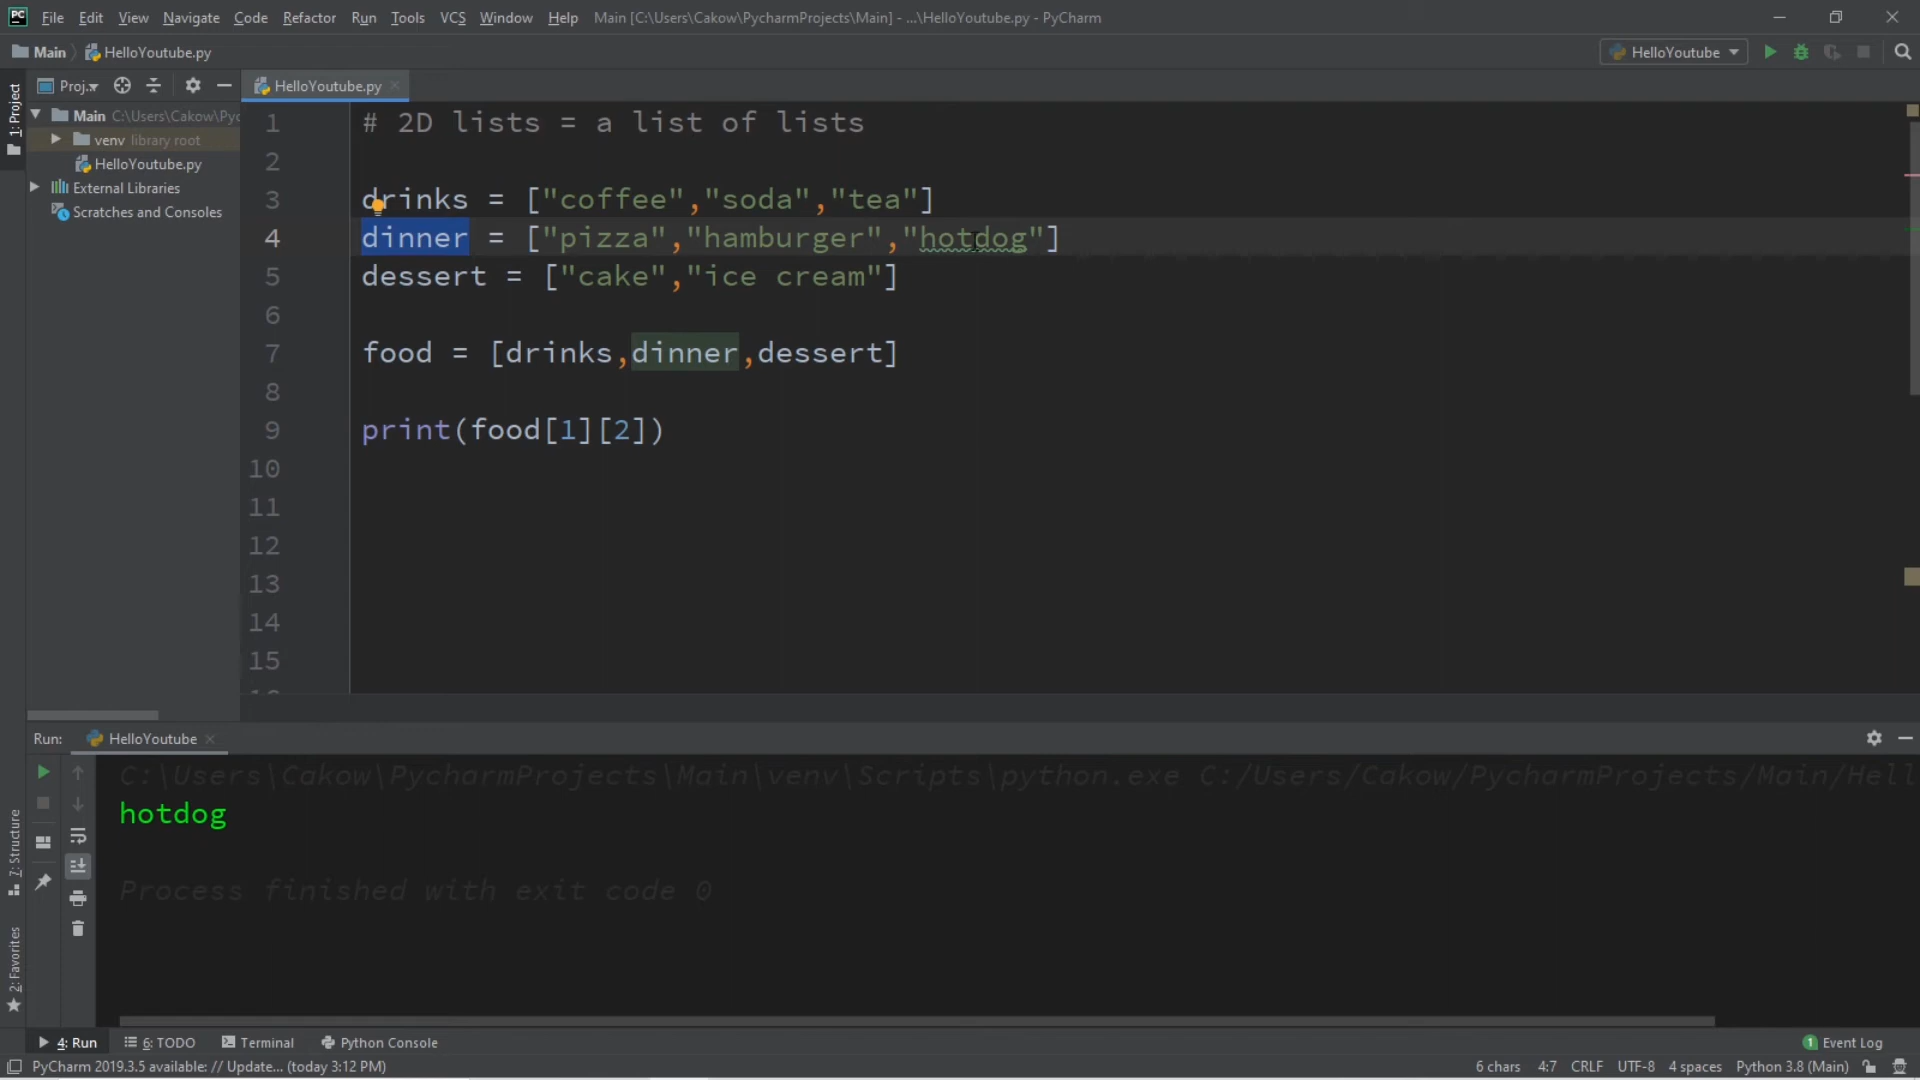 PC File Edit View Navigate Code Refactor Run Tools VCS Window Help Main [C:\Users\Cakow\PycharmProjects\Main] - ...\HelloYoutube.py - PyCharm
Main HelloYoutube.py HelloYoutube
1: Project
Proj...
HelloYoutube.py
Main C:\Users\Cakow\Pyc
venv library root
HelloYoutube.py
External Libraries
Scratches and Consoles
1 # 2D lists = a list of lists
2
3 drinks = ["coffee","soda","tea"]
4 dinner = ["pizza","hamburger","hotdog"]
5 dessert = ["cake","ice cream"]
6
7 food = [drinks,dinner,dessert]
8
9 print(food[1][2])
10
11
12
13
14
15
Run: HelloYoutube
C:\Users\Cakow\PycharmProjects\Main\venv\Scripts\python.exe C:/Users/Cakow/PycharmProjects/Main/Hell
hotdog
Process finished with exit code 0
7: Structure
2: Favorites
4: Run 6: TODO Terminal Python Console 1 Event Log
PyCharm 2019.3.5 available: // Update... (today 3:12 PM) 6 chars 4:7 CRLF UTF-8 4 spaces Python 3.8 (Main)